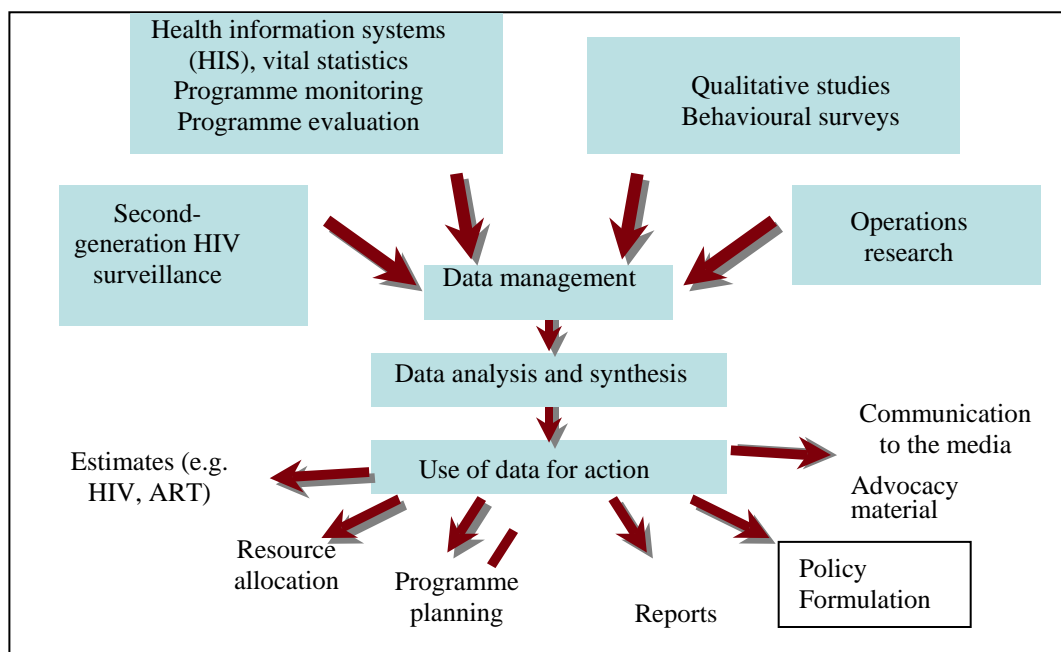 Health information systems
(HIS), vital statistics
Programme monitoring
Programme evaluation
Qualitative studies
Behavioural surveys
Second-
generation HIV
surveillance
Operations
research
Data management
Data analysis and synthesis
Use of data for action
Communication
to the media
Advocacy
material
Estimates (e.g.
HIV, ART)
Resource
allocation
Programme
planning
Reports
Policy
Formulation